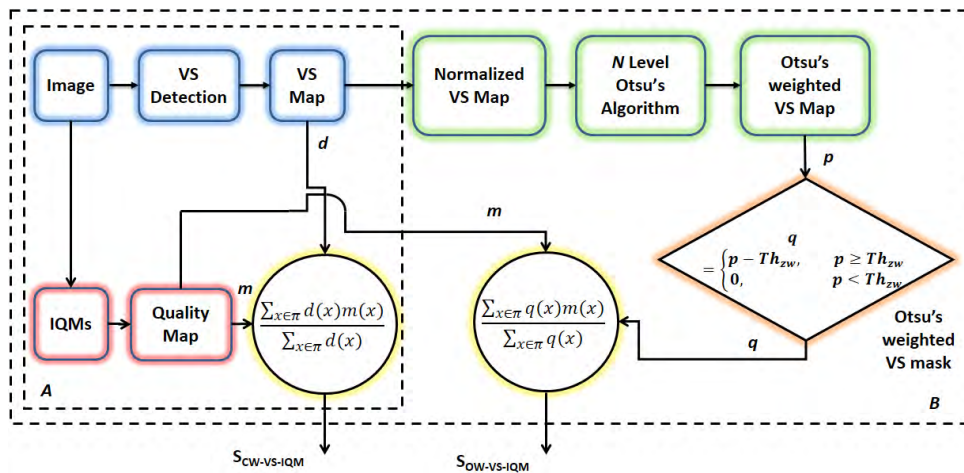 Image
VS
Detection
VS
Map
Normalized
VS Map
N Level
Otsu's
Algorithm
Otsu's
weighted
VS Map
d
p
m
q
= { p − Th_zw, p ≥ Th_zw
0, p < Th_zw
IQMs
Quality
Map
m
∑_{x∈π} d(x)m(x)
∑_{x∈π} d(x)
∑_{x∈π} q(x)m(x)
∑_{x∈π} q(x)
q
Otsu's
weighted
VS mask
A
B
S_CW-VS-IQM
S_OW-VS-IQM